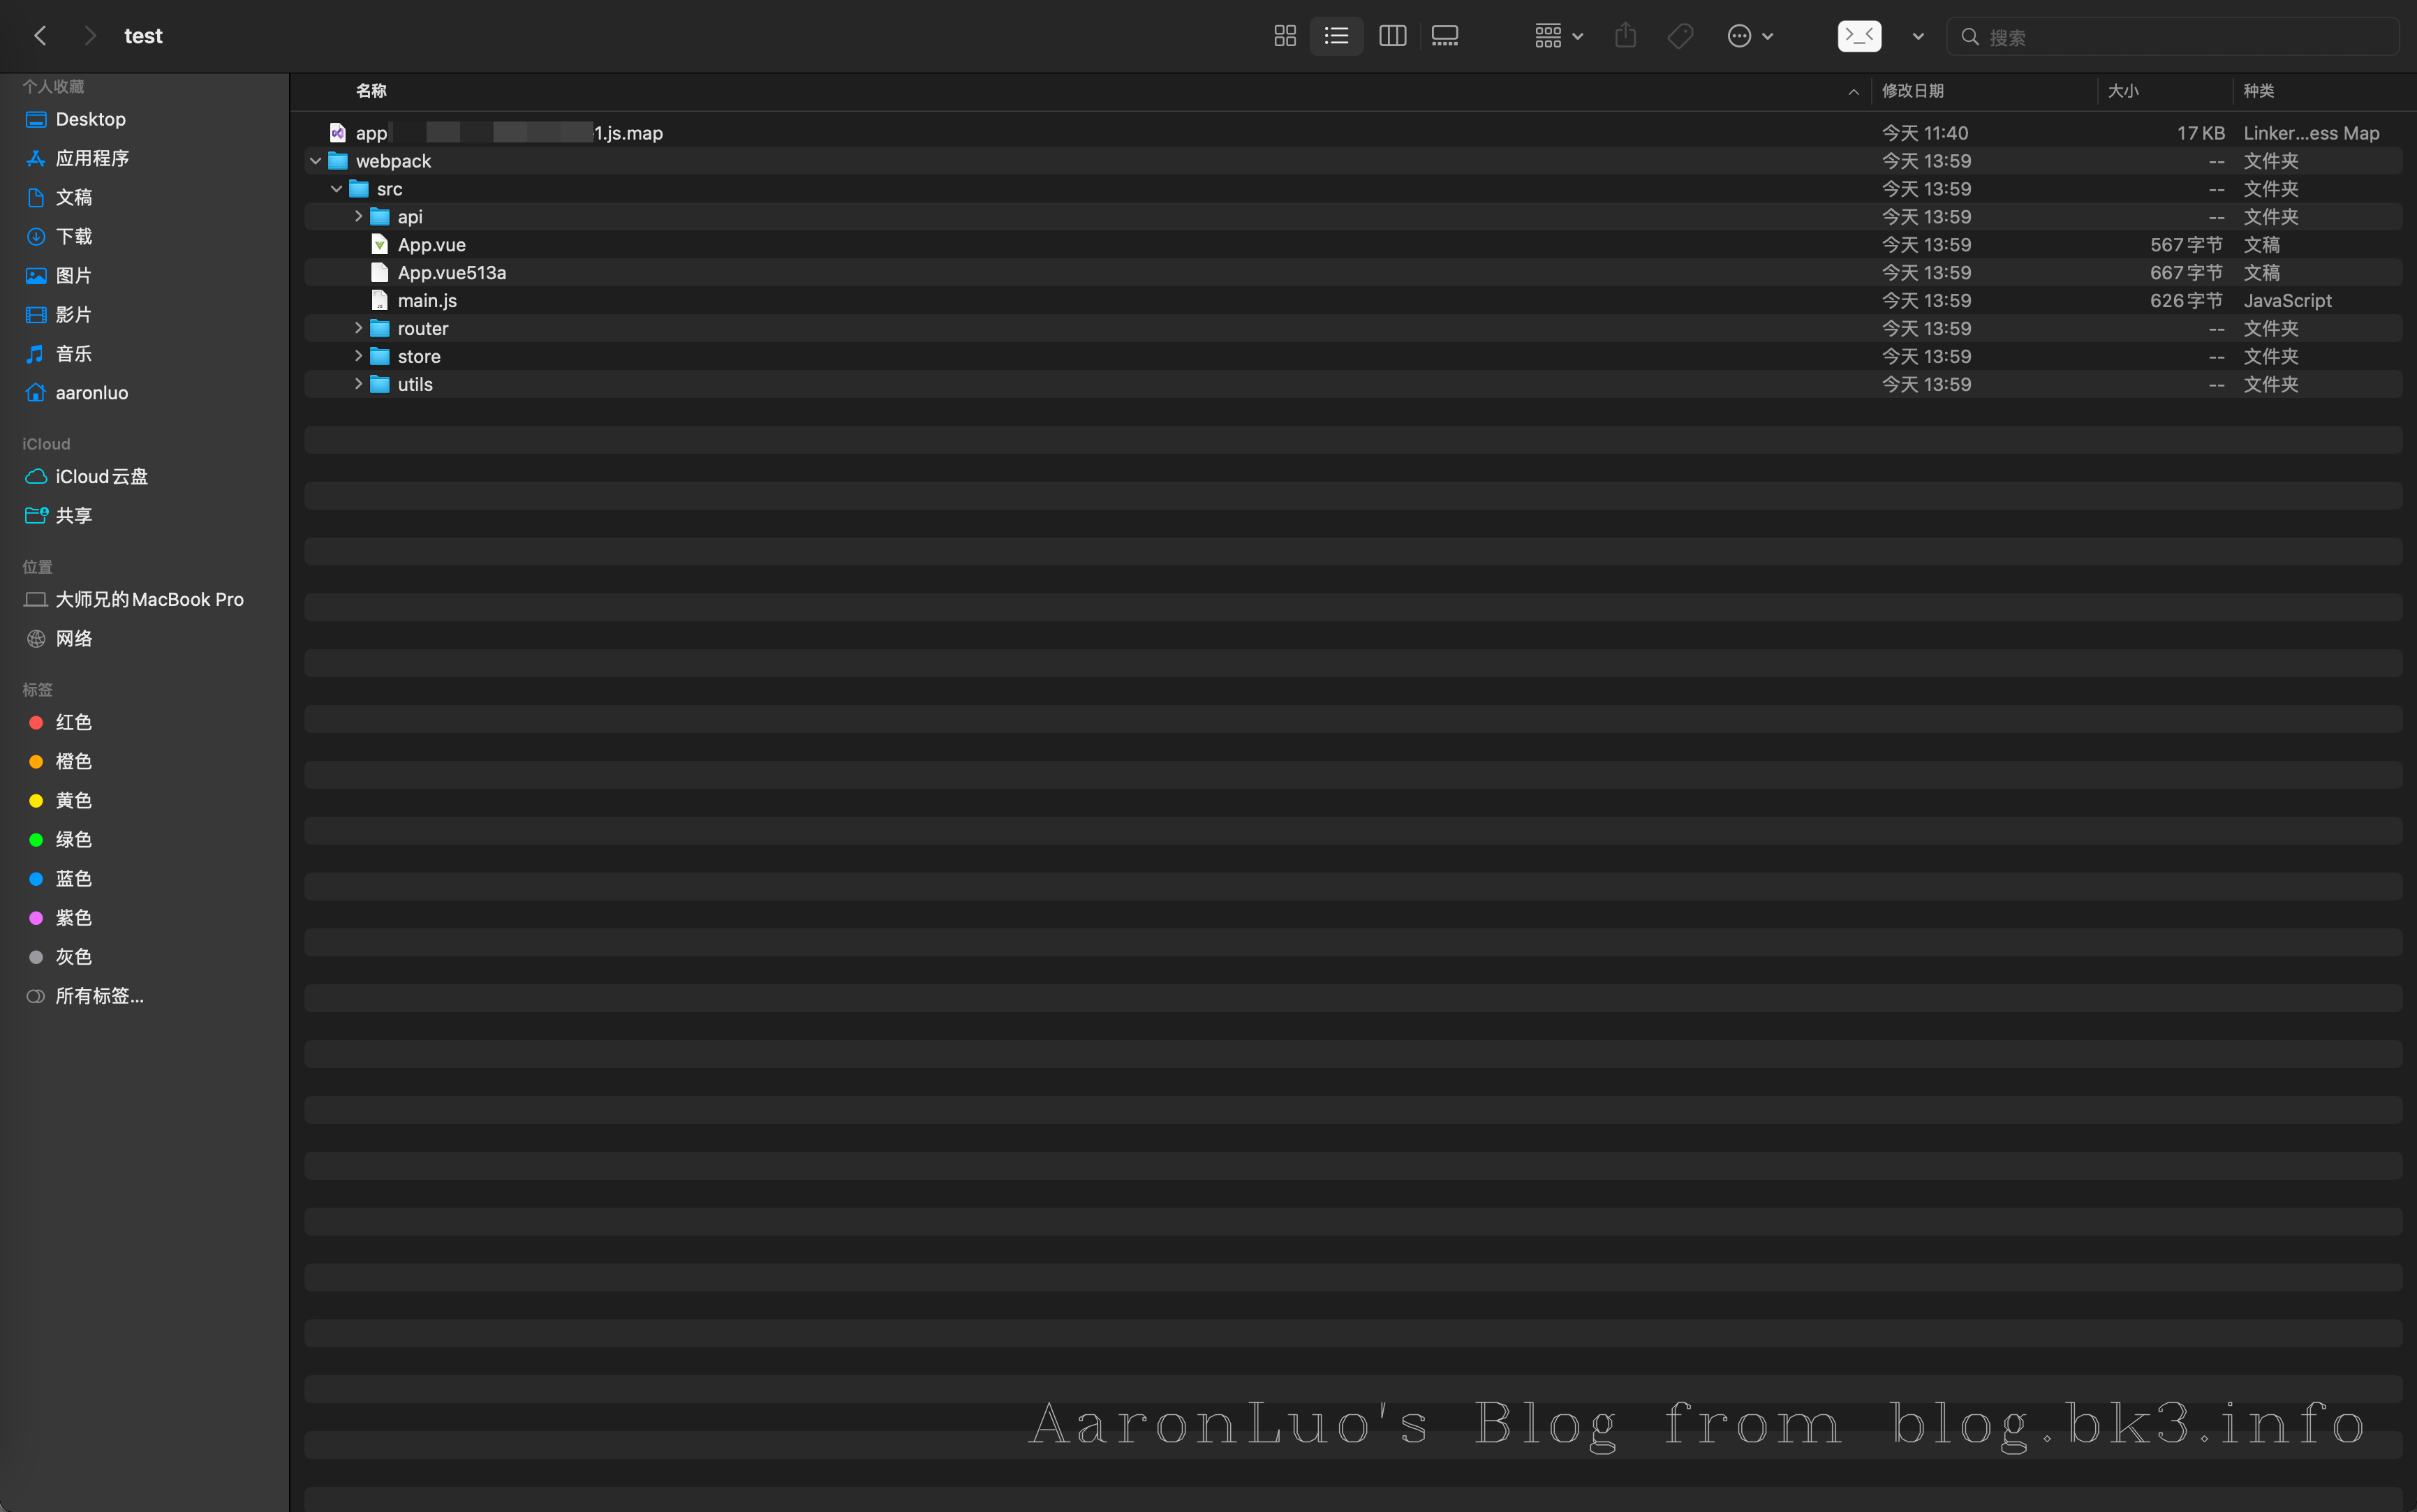 test
搜索
个人收藏
Desktop
应用程序
文稿
下载
图片
影片
音乐
aaronluo
iCloud
iCloud云盘
共享
位置
大师兄的MacBook Pro
网络
标签
红色
橙色
黄色
绿色
蓝色
紫色
灰色
所有标签...
名称 修改日期 大小 种类
app 1.js.map 今天 11:40 17 KB Linker...ess Map
webpack 今天 13:59 -- 文件夹
src 今天 13:59 -- 文件夹
api 今天 13:59 -- 文件夹
App.vue 今天 13:59 567字节 文稿
App.vue513a 今天 13:59 667字节 文稿
main.js 今天 13:59 626字节 JavaScript
router 今天 13:59 -- 文件夹
store 今天 13:59 -- 文件夹
utils 今天 13:59 -- 文件夹
AaronLuo's Blog from blog.bk3.info